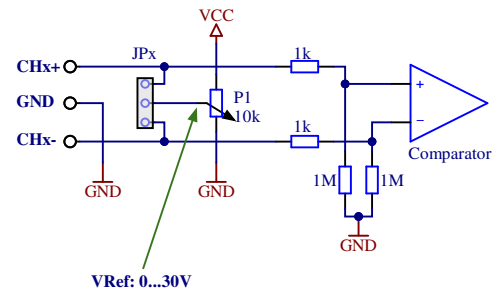 VCC
JPx
1k
CHx+
P1
+
GND
10k
1k
−
CHx-
Comparator
1M
1M
GND
GND
GND
VRef: 0...30V